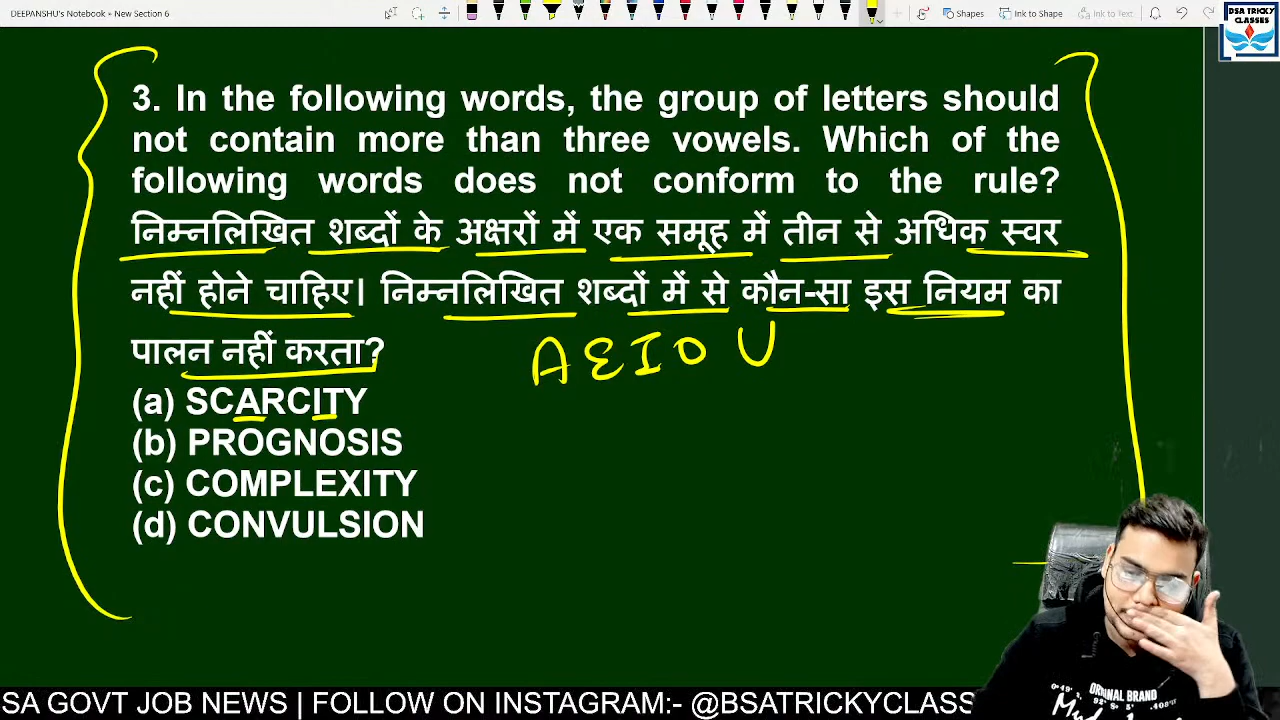 DEEPANSHU's Notebook » New Section 6
Shapes
Ink to Shape
Ink to Text
BSA TRICKY
CLASSES
3. In the following words, the group of letters should
not contain more than three vowels. Which of the
following words does not conform to the rule?
निम्नलिखित शब्दों के अक्षरों में एक समूह में तीन से अधिक स्वर
नहीं होने चाहिए। निम्नलिखित शब्दों में से कौन-सा इस नियम का
पालन नहीं करता?
A E I O U
(a) SCARCITY
(b) PROGNOSIS
(c) COMPLEXITY
(d) CONVULSION
ORIGINAL BRAND
SA GOVT JOB NEWS | FOLLOW ON INSTAGRAM:- @BSATRICKYCLASS